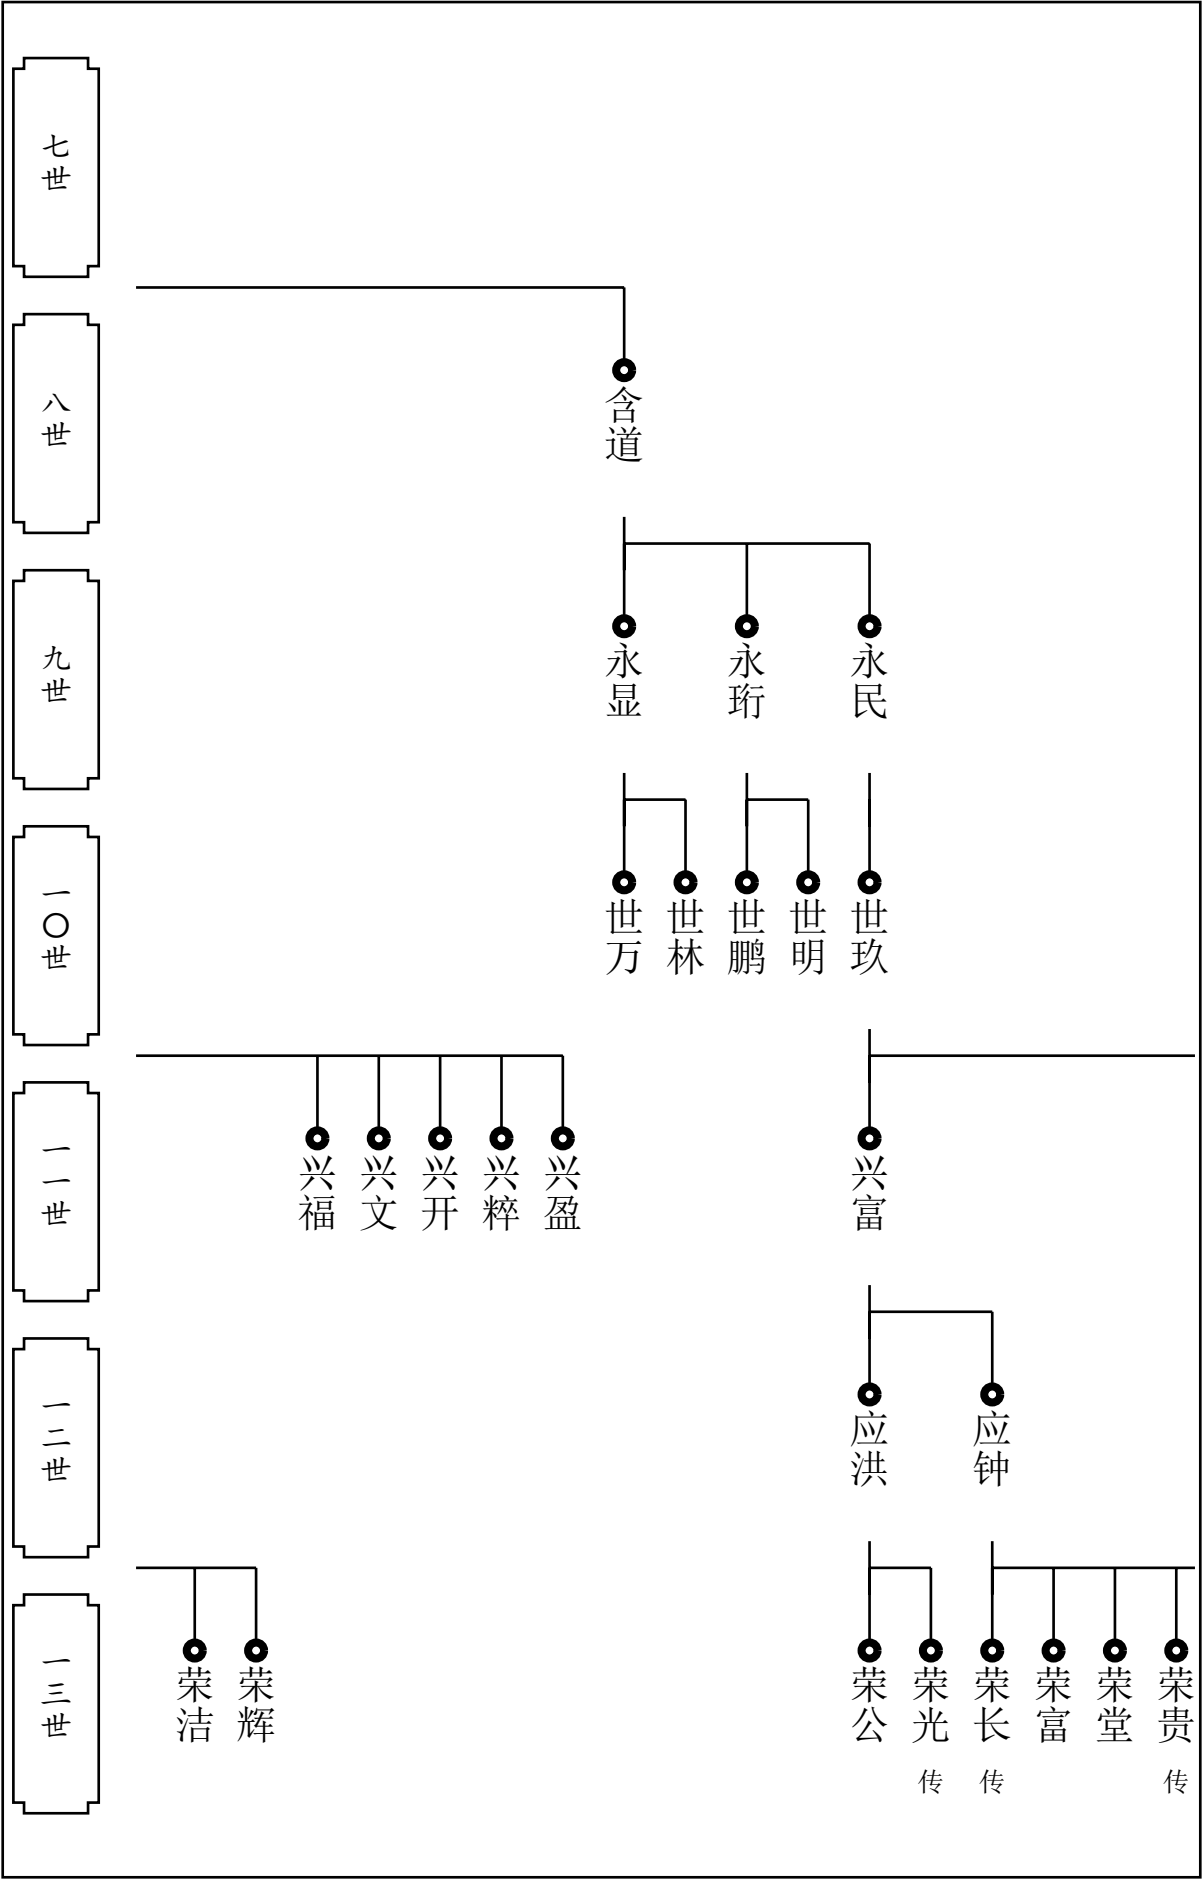 七世
八世
含道
九世
永显
永珩
永民
一〇世
世万
世林
世鹏
世明
世玖
一一世
兴福
兴文
兴开
兴粹
兴盈
兴富
一二世
应洪
应钟
一三世
荣洁
荣辉
荣公
荣光 传
荣长 传
荣富
荣堂
荣贵 传